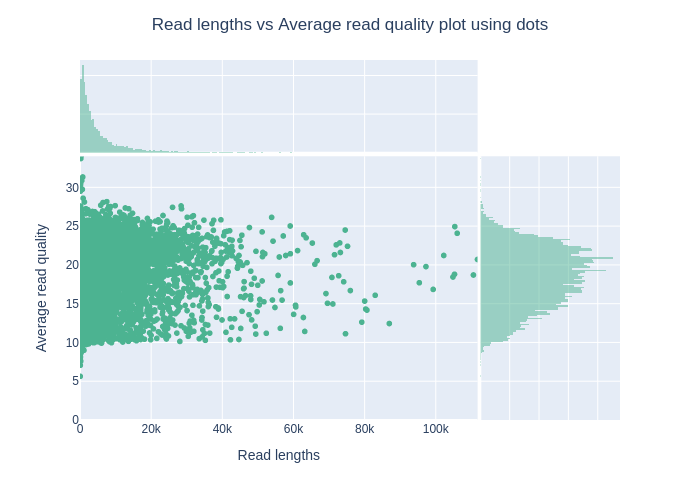 Read lengths vs Average read quality plot using dots
Average read quality
30
25
20
15
10
5
0
0 20k 40k 60k 80k 100k
Read lengths